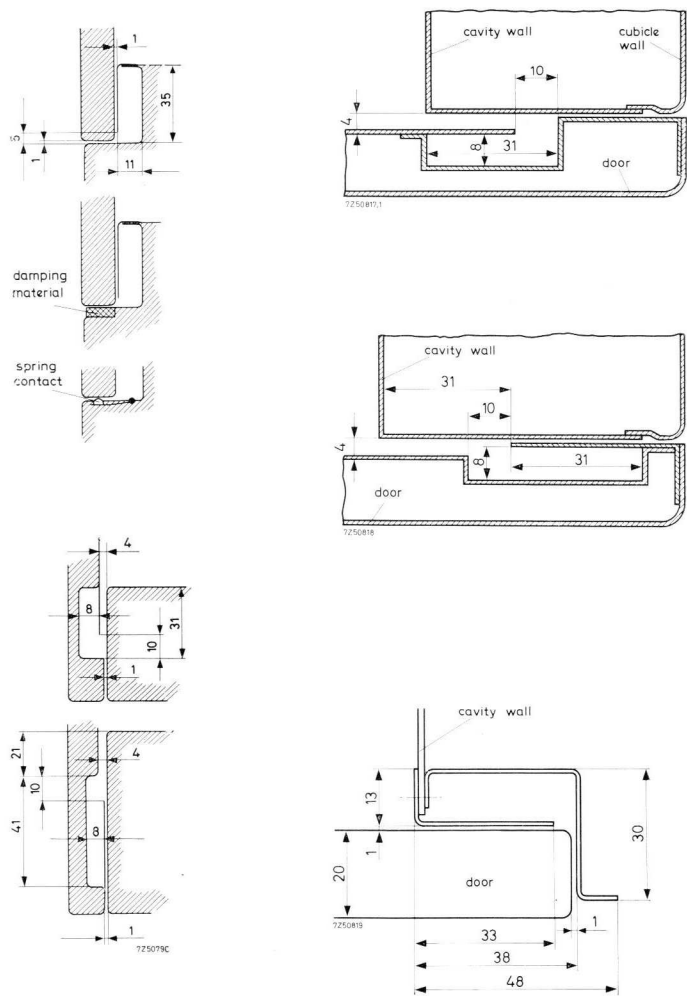 1
35
5
1
11
damping
material
spring
contact
4
8
31
10
1
21
4
10
41
8
1
7Z5079C
cavity wall
cubicle
wall
10
4
8
31
door
7Z50817.1
cavity wall
31
10
4
8
31
door
7Z50818
cavity wall
13
1
20
30
door
7Z50819
1
33
38
48